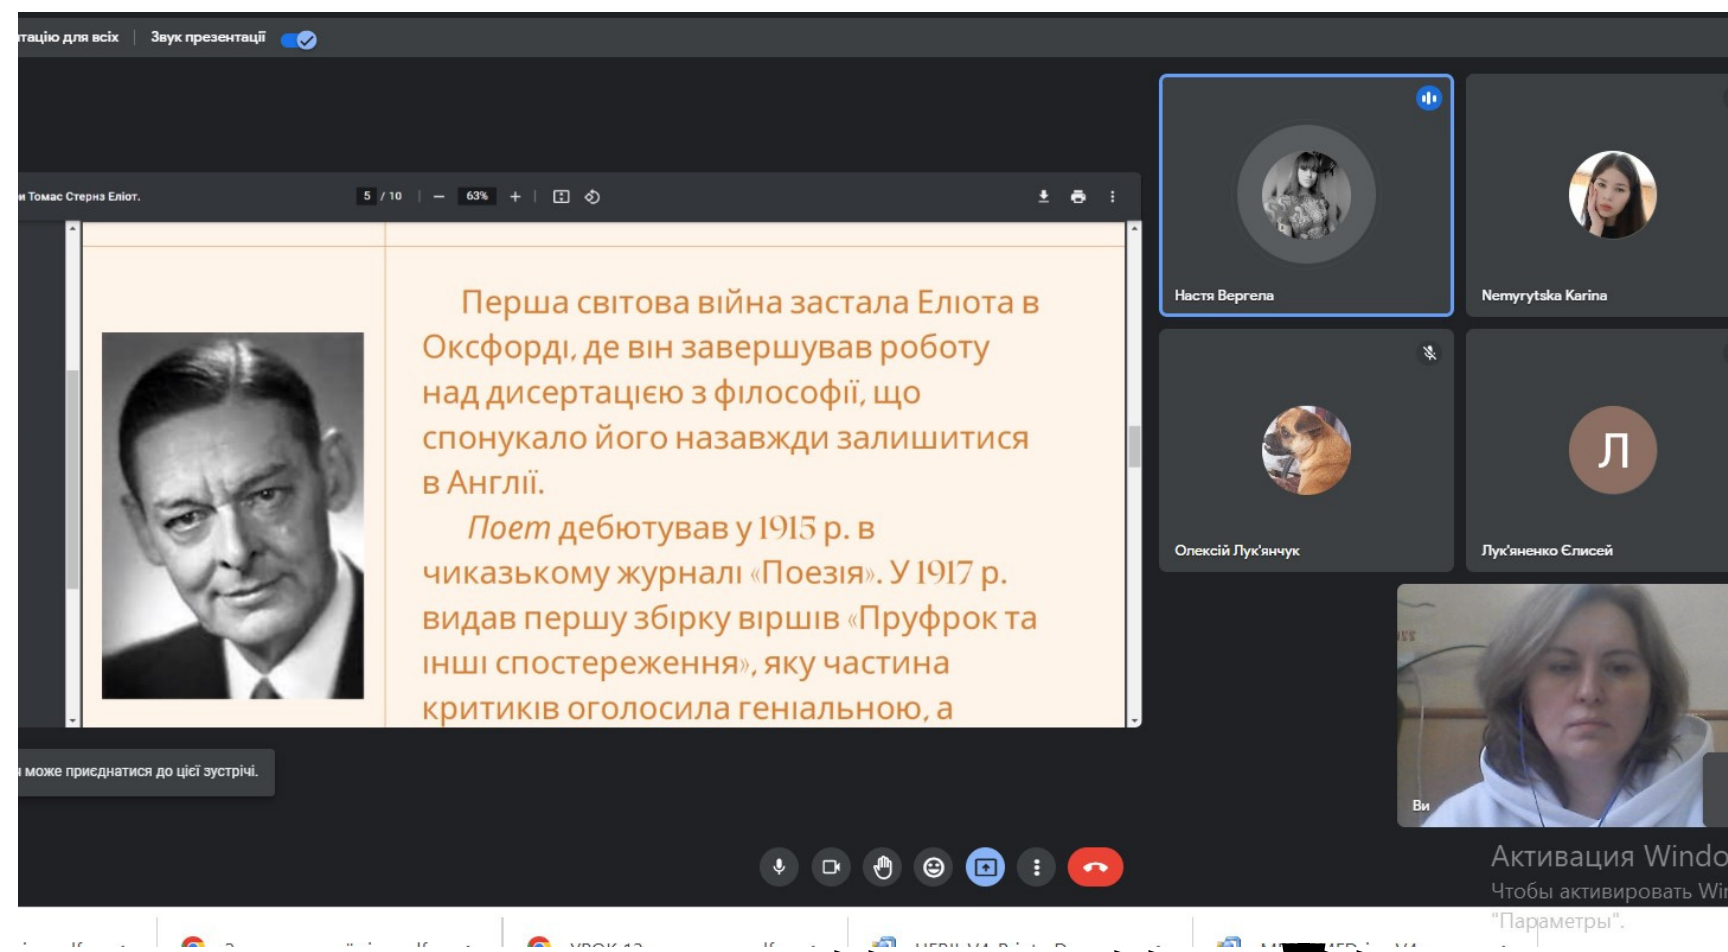 для всіх
Звук презентації
и Томас Стернз Еліот.
5 / 10
63%
Перша світова війна застала Еліота в
Оксфорді, де він завершував роботу
над дисертацією з філософії, що
спонукало його назавжди залишитися
в Англії.
Поет дебютував у 1915 р. в
чиказькому журналі «Поезія». У 1917 р.
видав першу збірку віршів «Пруфрок та
інші спостереження», яку частина
критиків оголосила геніальною, а
Настя Вергела
Nemyrytska Karina
Олексій Лук'янчук
Л
Лук'яненко Єлисей
Ви
може приєднатися до цієї зустрічі.
Активация Windo
Чтобы активировать Win
"Параметры".